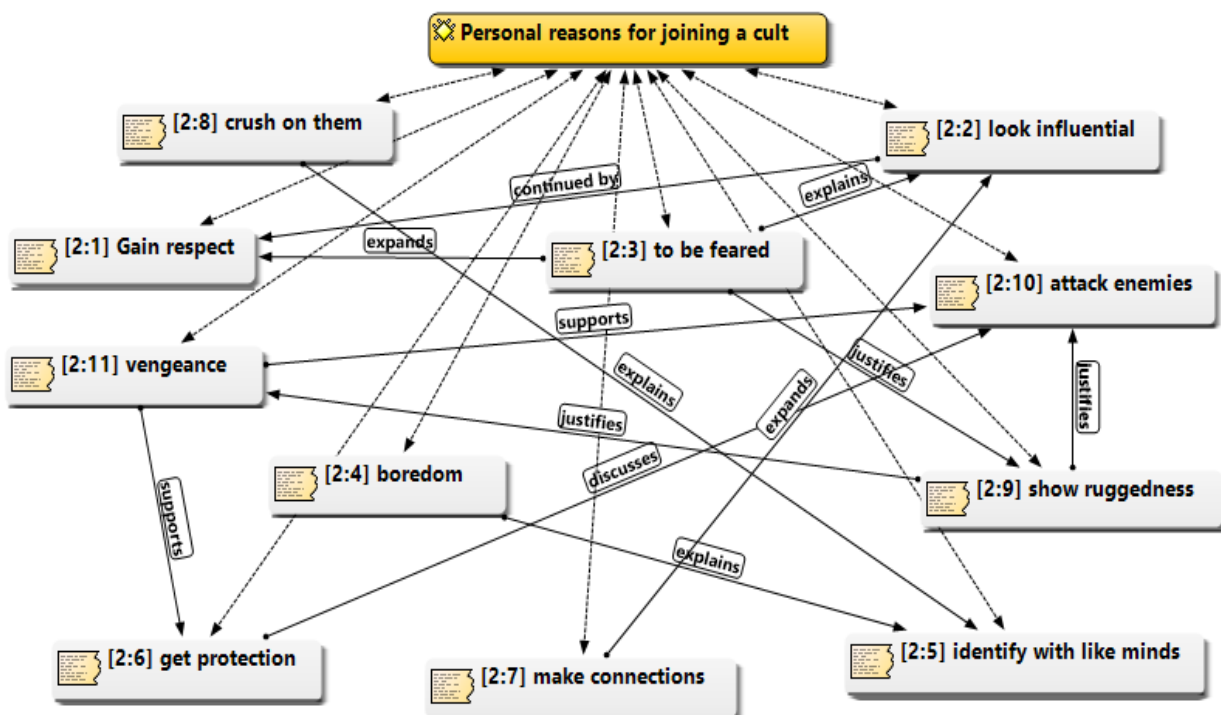 Personal reasons for joining a cult
[2:8] crush on them
[2:2] look influential
continued by
explains
[2:1] Gain respect
expands
[2:3] to be feared
[2:10] attack enemies
supports
[2:11] vengeance
explains
justifies
justifies
expands
justifies
[2:4] boredom
discusses
[2:9] show ruggedness
supports
explains
[2:6] get protection
[2:7] make connections
[2:5] identify with like minds